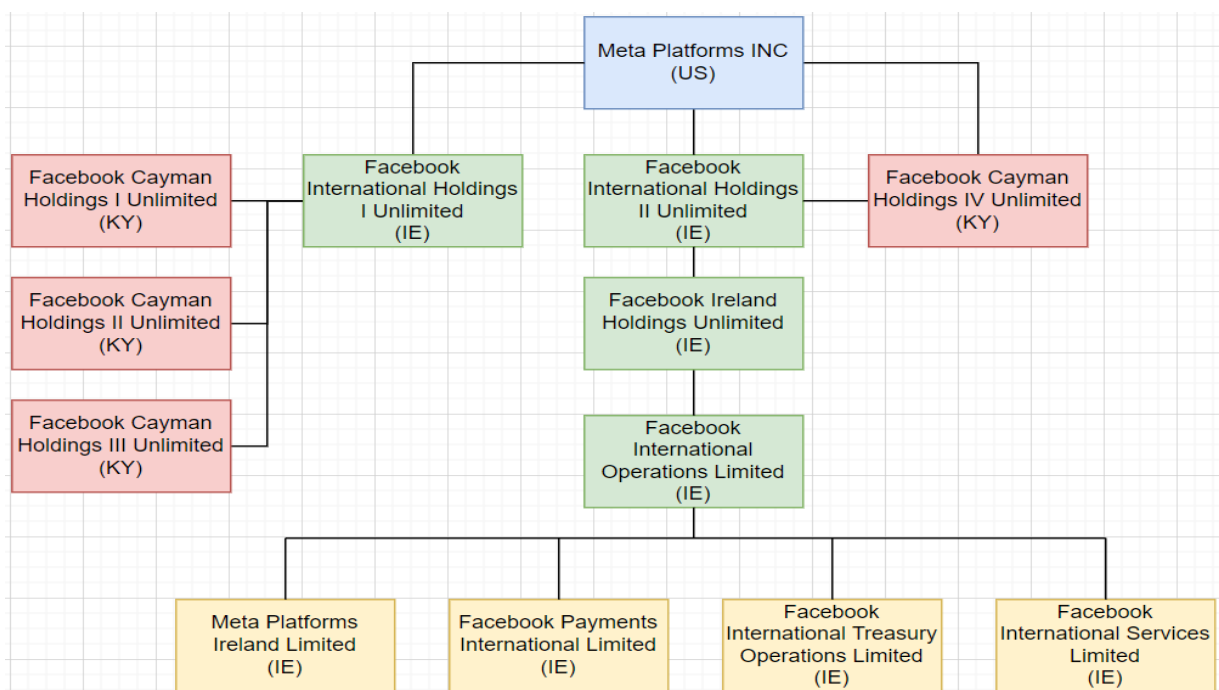 Meta Platforms INC
(US)
Facebook Cayman
Holdings I Unlimited
(KY)
Facebook
International Holdings
I Unlimited
(IE)
Facebook
International Holdings
II Unlimited
(IE)
Facebook Cayman
Holdings IV Unlimited
(KY)
Facebook Cayman
Holdings II Unlimited
(KY)
Facebook Ireland
Holdings Unlimited
(IE)
Facebook Cayman
Holdings III Unlimited
(KY)
Facebook
International
Operations Limited
(IE)
Meta Platforms
Ireland Limited
(IE)
Facebook Payments
International Limited
(IE)
Facebook
International Treasury
Operations Limited
(IE)
Facebook
International Services
Limited
(IE)